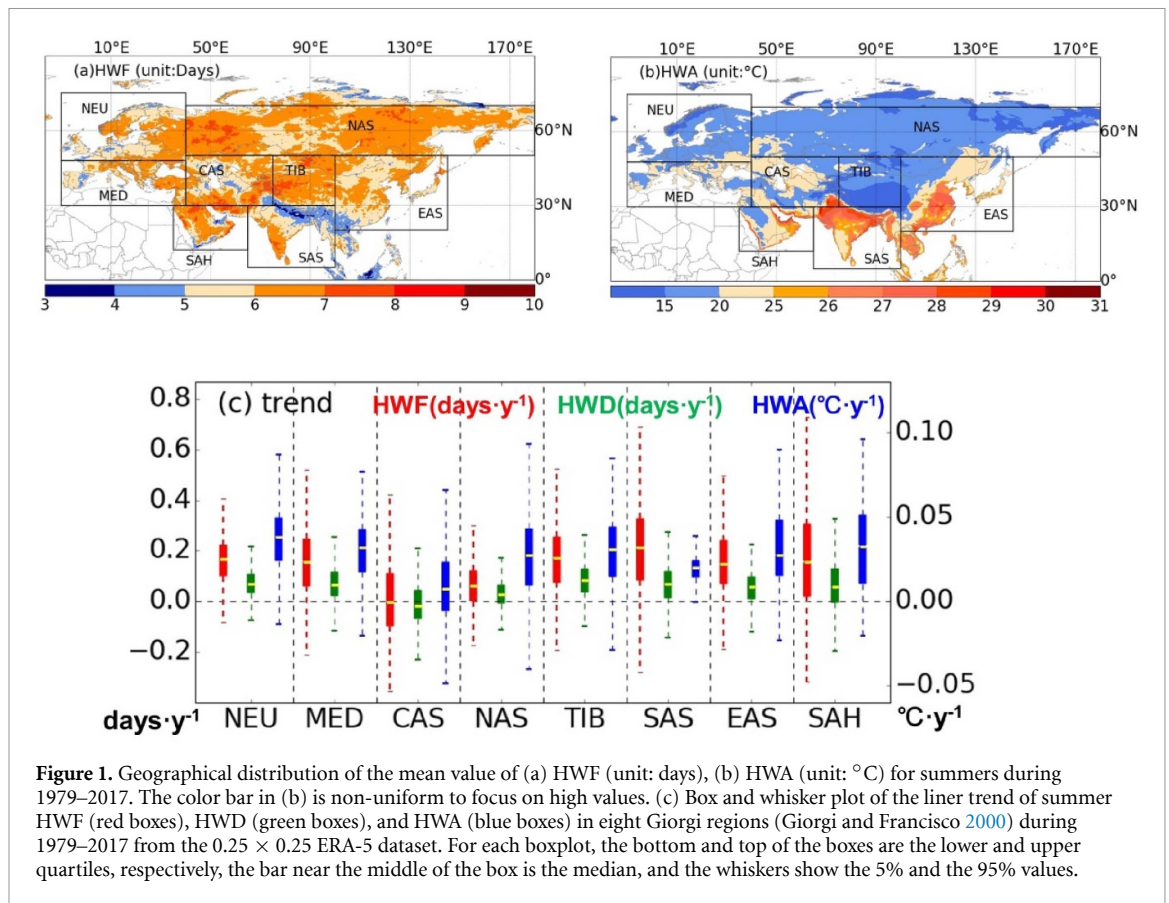 10°E 50°E 90°E 130°E 170°E
(a)HWF (unit:Days)
NEU
NAS
60°N
CAS
TIB
MED
30°N
EAS
SAH
SAS
0°
3 4 5 6 7 8 9 10
10°E 50°E 90°E 130°E 170°E
(b)HWA (unit:°C)
NEU
NAS
60°N
CAS
TIB
MED
30°N
EAS
SAH
SAS
0°
15 20 25 26 27 28 29 30 31
(c) trend
HWF(days·y⁻¹) HWD(days·y⁻¹) HWA(°C·y⁻¹)
0.8
0.6
0.4
0.2
0.0
−0.2
0.10
0.05
0.00
−0.05
days·y⁻¹ NEU MED CAS NAS TIB SAS EAS SAH °C·y⁻¹
Figure 1. Geographical distribution of the mean value of (a) HWF (unit: days), (b) HWA (unit: °C) for summers during
1979–2017. The color bar in (b) is non-uniform to focus on high values. (c) Box and whisker plot of the liner trend of summer
HWF (red boxes), HWD (green boxes), and HWA (blue boxes) in eight Giorgi regions (Giorgi and Francisco 2000) during
1979–2017 from the 0.25 × 0.25 ERA-5 dataset. For each boxplot, the bottom and top of the boxes are the lower and upper
quartiles, respectively, the bar near the middle of the box is the median, and the whiskers show the 5% and the 95% values.